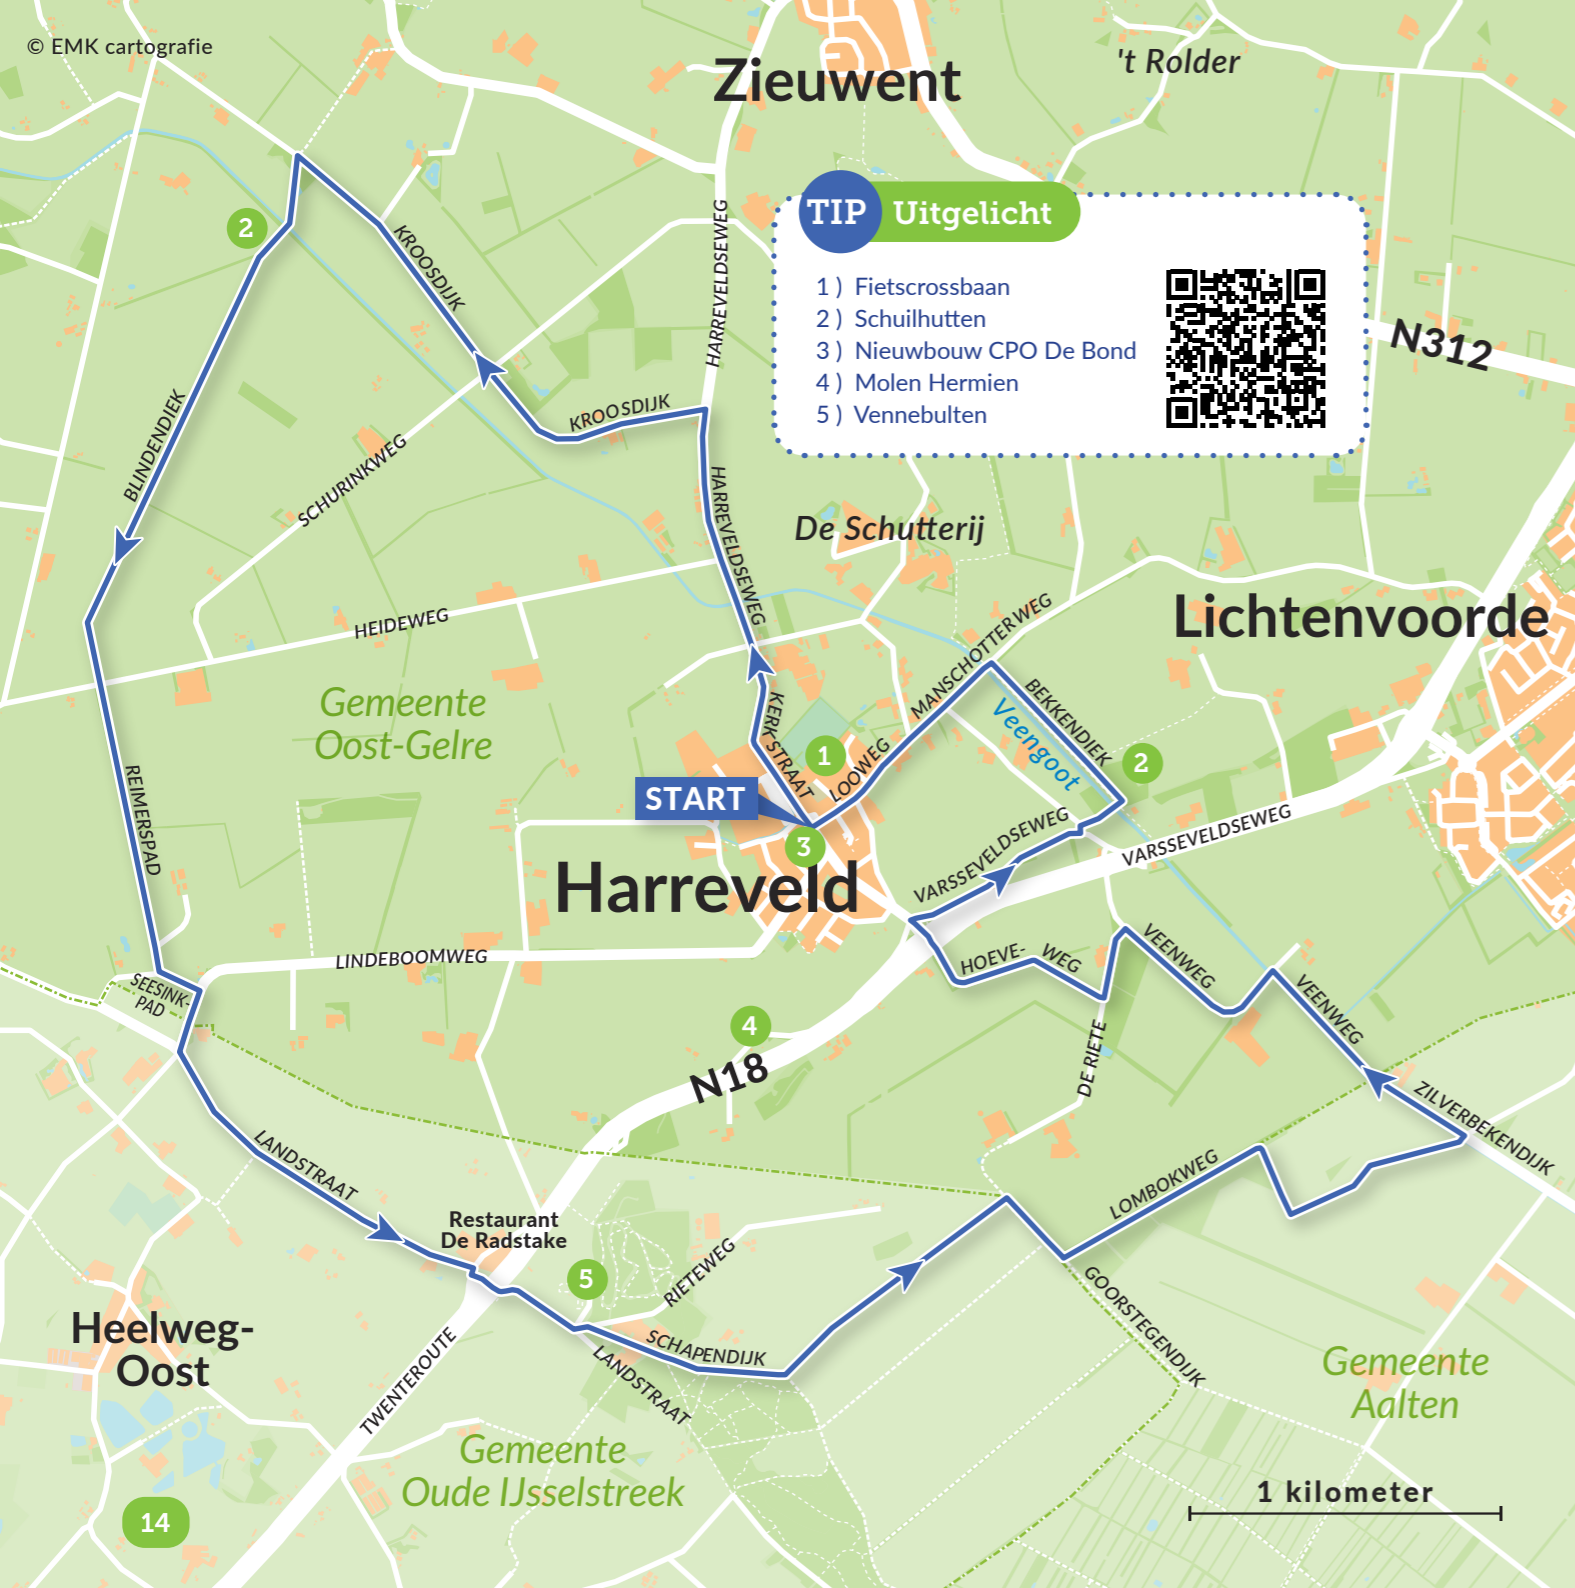 © EMK cartografie
Zieuwent
't Rolder
TIP Uitgelicht
1 ) Fietscrossbaan
2 ) Schuilhutten
3 ) Nieuwbouw CPO De Bond
4 ) Molen Hermien
5 ) Vennebulten
N312
2
KROOSDIJK
HARREVELDSEWEG
KROOSDIJK
BLINDENDIEK
SCHURINKWEG
HARREVELDSEWEG
De Schutterij
Lichtenvoorde
HEIDEWEG
MANSCHOTTERWEG
Gemeente
Oost-Gelre
KERKSTRAAT
BEKKENDIEK
Veengoot
1
LOOWEG
2
START
REIMERSPAD
3
Harreveld
VARSSEVELDSEWEG
VARSSEVELDSEWEG
LINDEBOOMWEG
HOEVE-
WEG
VEENWEG
VEENWEG
SEESINK-
PAD
4
N18
DE RIETE
ZILVERBEKENDIJK
LANDSTRAAT
LOMBOKWEG
Restaurant
De Radstake
5
RIETEWEG
GOORSTEGENDIJK
Heelweg-
Oost
TWENTEROUTE
SCHAPENDIJK
LANDSTRAAT
Gemeente
Aalten
Gemeente
Oude IJsselstreek
14
1 kilometer